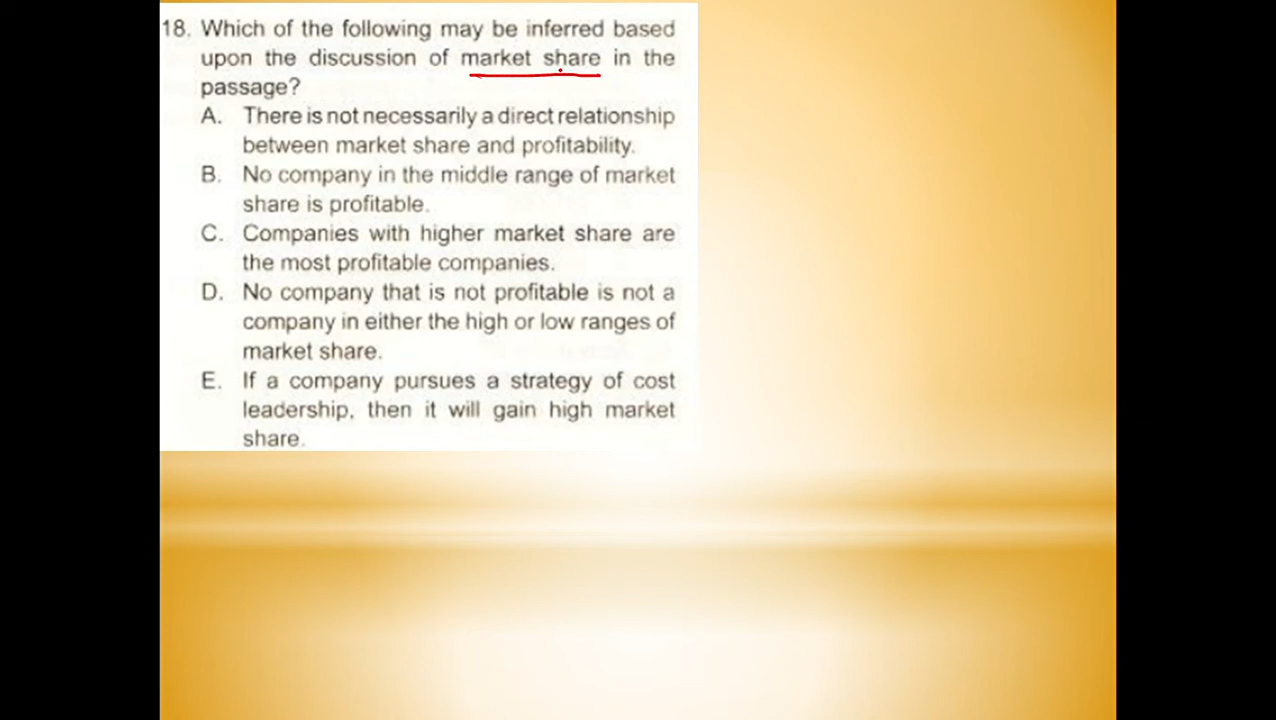 18. Which of the following may be inferred based
upon the discussion of market share in the
passage?
A. There is not necessarily a direct relationship
between market share and profitability.
B. No company in the middle range of market
share is profitable.
C. Companies with higher market share are
the most profitable companies.
D. No company that is not profitable is not a
company in either the high or low ranges of
market share.
E. If a company pursues a strategy of cost
leadership, then it will gain high market
share.